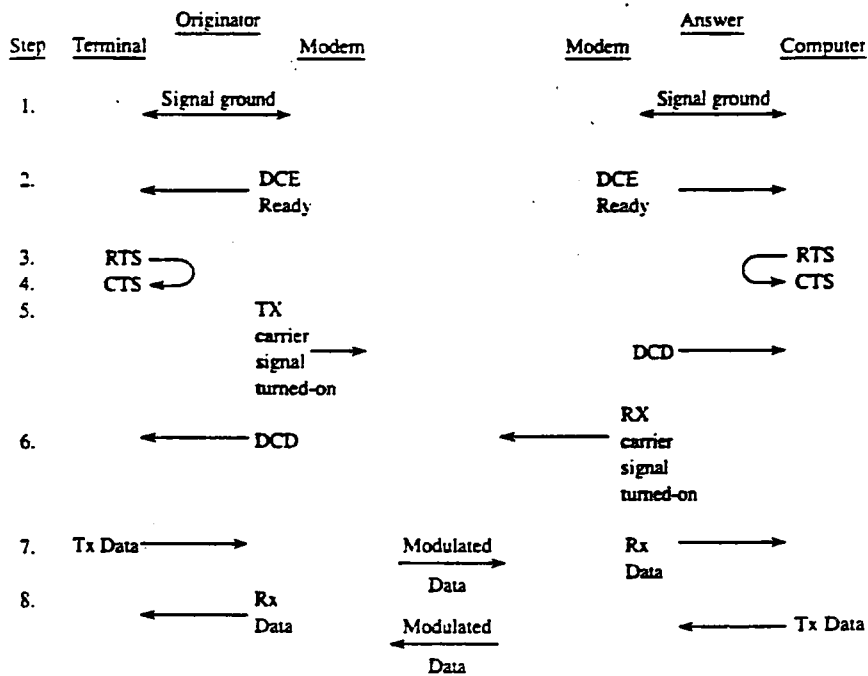 Originator Answer
Step Terminal Modem Modem Computer
1. Signal ground Signal ground
2. DCE DCE
Ready Ready
3. RTS RTS
4. CTS CTS
5. TX
carrier
signal DCD
turned-on
RX
6. DCD carrier
signal
turned-on
7. Tx Data Modulated Rx
Data Data
8. Rx
Data Modulated Tx Data
Data